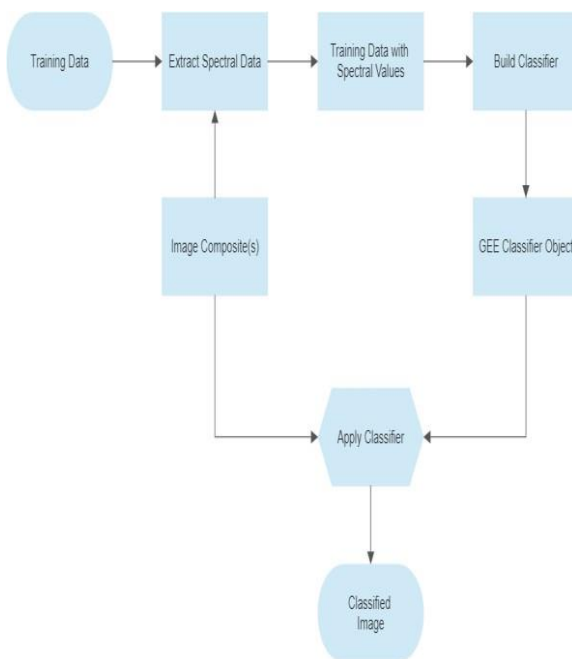 Training Data
Extract Spectral Data
Training Data with
Spectral Values
Build Classifier
Image Composite(s)
GEE Classifier Object
Apply Classifier
Classified
Image